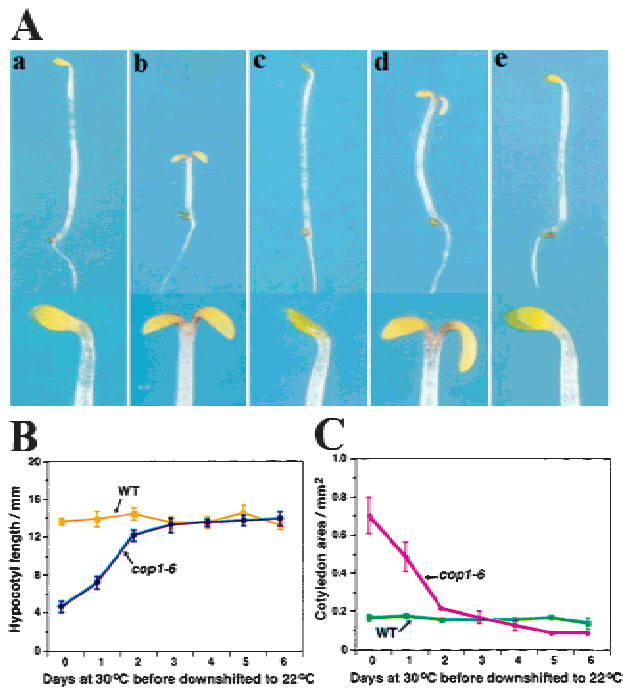 A
a b c d e
B C
20
16
12
8
4
0
Hypocotyl length / mm
WT
cop1-6
0 1 2 3 4 5 6
Days at 30°C before downshifted to 22°C
1.0
0.8
0.6
0.4
0.2
0
Cotyledon area / mm2
cop1-6
WT
0 1 2 3 4 5 6
Days at 30°C before downshifted to 22°C